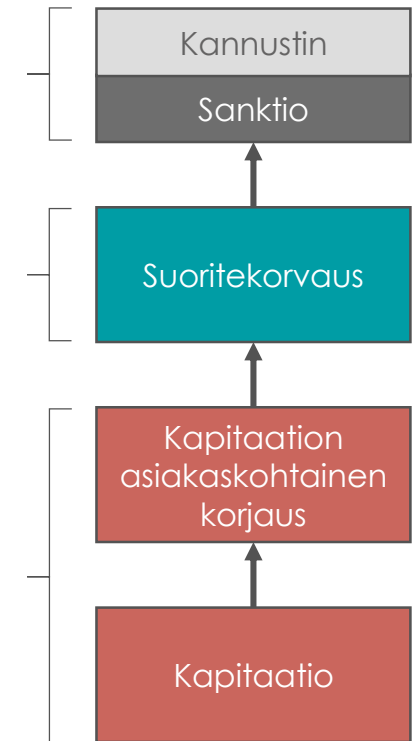 Kannustin
Sanktio
Suoritekorvaus
Kapitaation
asiakaskohtainen
korjaus
Kapitaatio